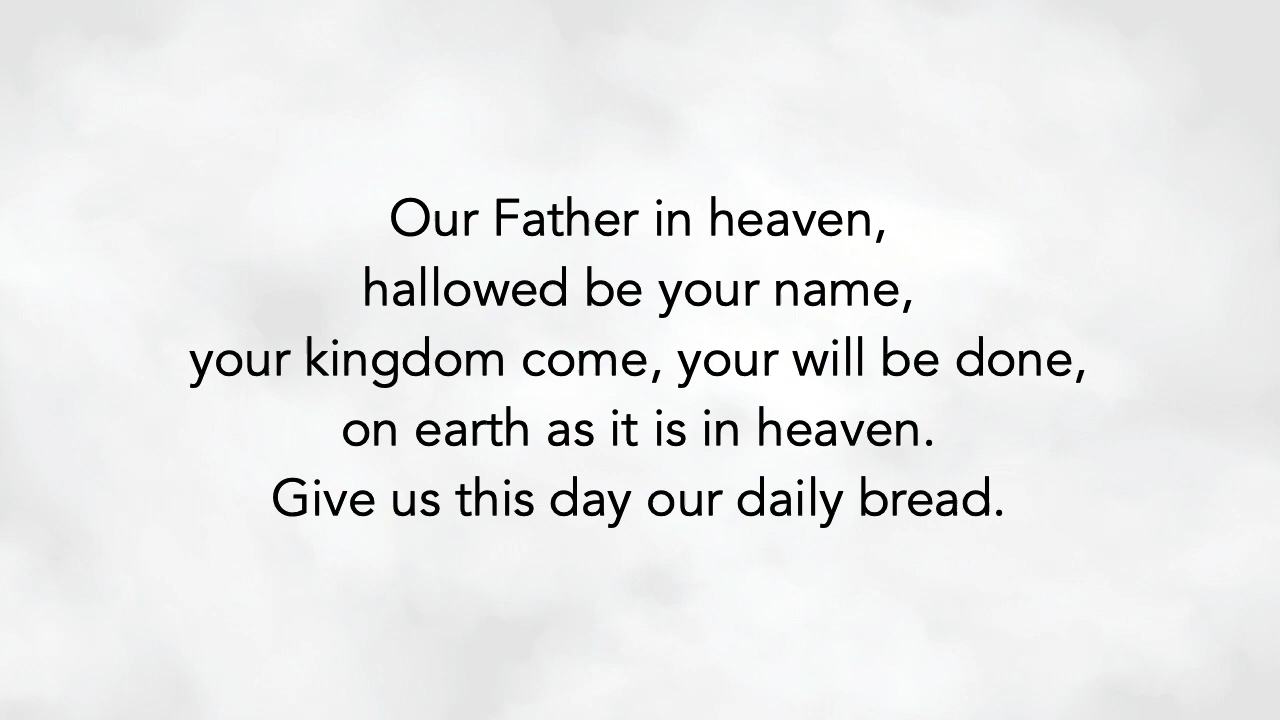 Our Father in heaven,
hallowed be your name,
your kingdom come, your will be done,
on earth as it is in heaven.
Give us this day our daily bread.